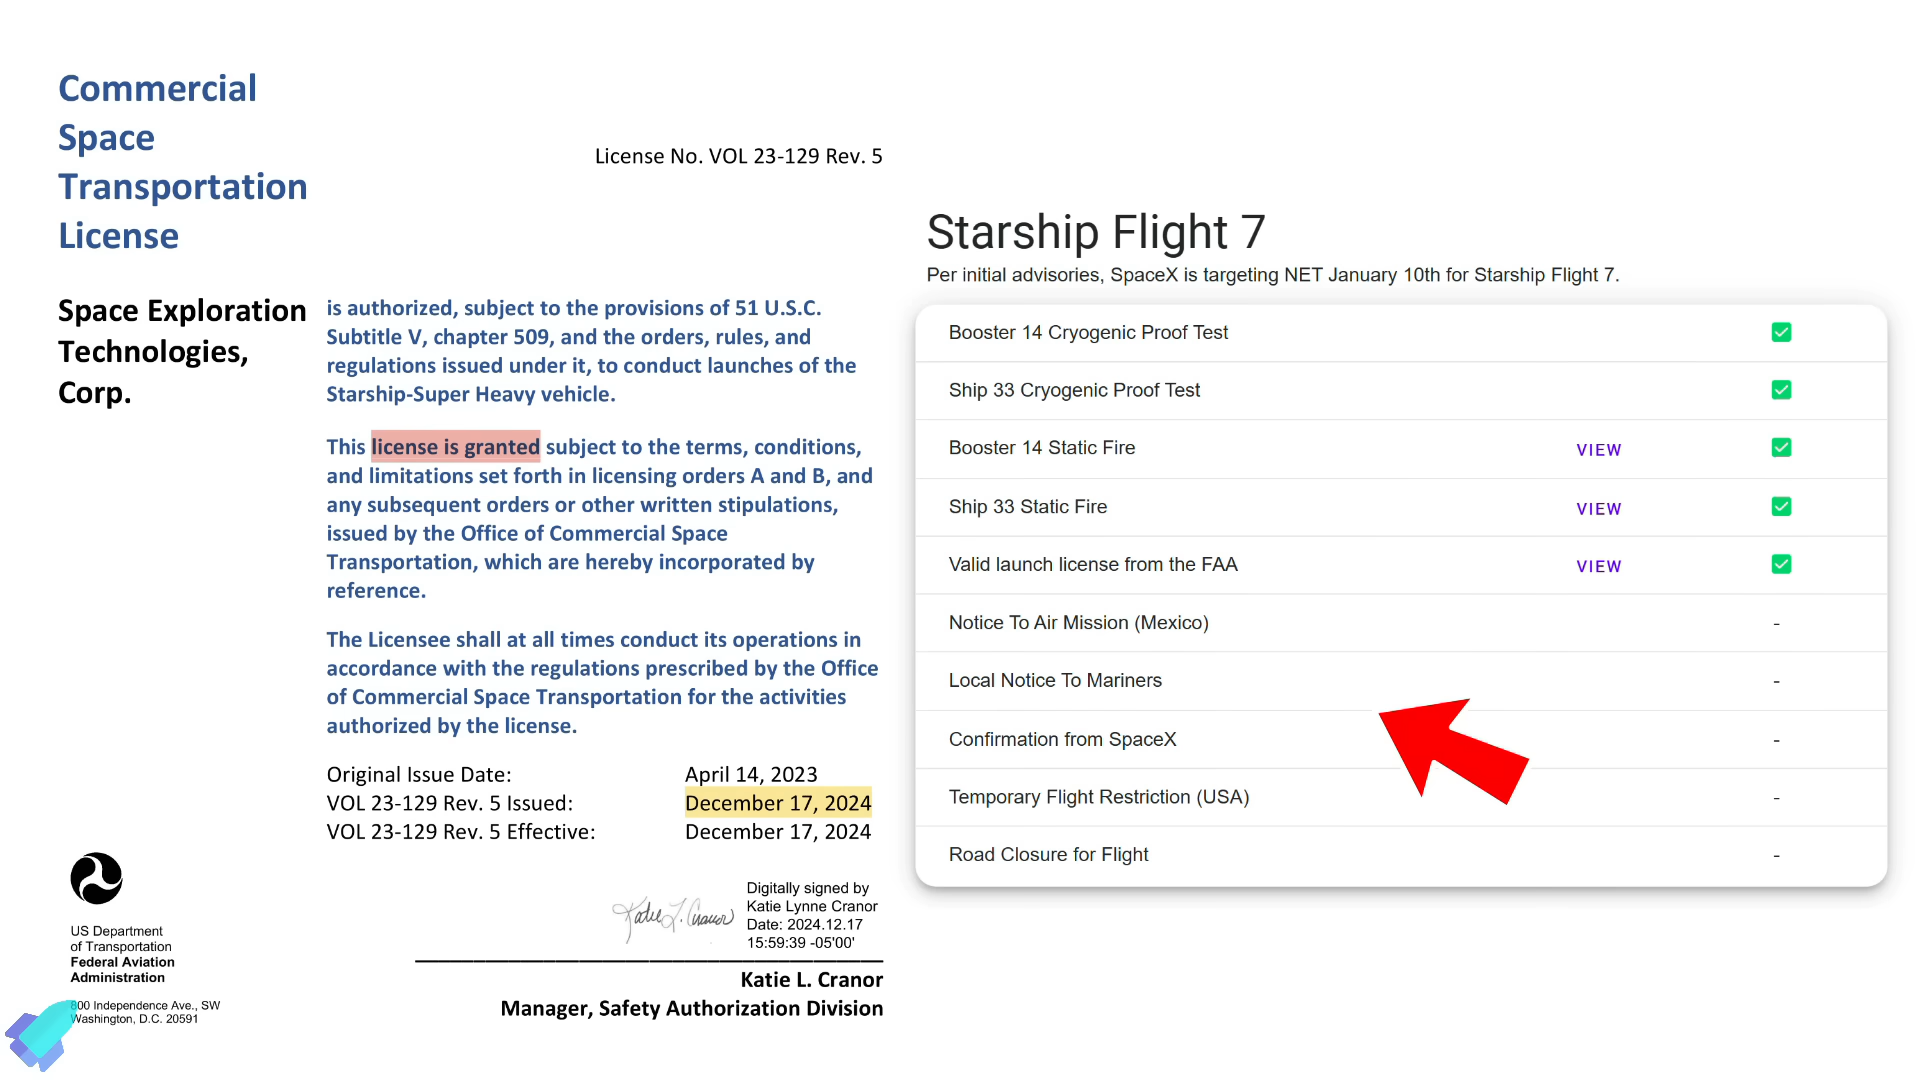 Commercial
Space
Transportation
License
License No. VOL 23-129 Rev. 5
Space Exploration
Technologies,
Corp.
is authorized, subject to the provisions of 51 U.S.C.
Subtitle V, chapter 509, and the orders, rules, and
regulations issued under it, to conduct launches of the
Starship-Super Heavy vehicle.
This license is granted subject to the terms, conditions,
and limitations set forth in licensing orders A and B, and
any subsequent orders or other written stipulations,
issued by the Office of Commercial Space
Transportation, which are hereby incorporated by
reference.
The Licensee shall at all times conduct its operations in
accordance with the regulations prescribed by the Office
of Commercial Space Transportation for the activities
authorized by the license.
Original Issue Date: April 14, 2023
VOL 23-129 Rev. 5 Issued: December 17, 2024
VOL 23-129 Rev. 5 Effective: December 17, 2024
Katie L. Cranor
Digitally signed by
Katie Lynne Cranor
Date: 2024.12.17
15:59:39 -05'00'
Katie L. Cranor
Manager, Safety Authorization Division
US Department
of Transportation
Federal Aviation
Administration
800 Independence Ave., SW
Washington, D.C. 20591
Starship Flight 7
Per initial advisories, SpaceX is targeting NET January 10th for Starship Flight 7.
Booster 14 Cryogenic Proof Test
Ship 33 Cryogenic Proof Test
Booster 14 Static Fire VIEW
Ship 33 Static Fire VIEW
Valid launch license from the FAA VIEW
Notice To Air Mission (Mexico) -
Local Notice To Mariners -
Confirmation from SpaceX -
Temporary Flight Restriction (USA) -
Road Closure for Flight -